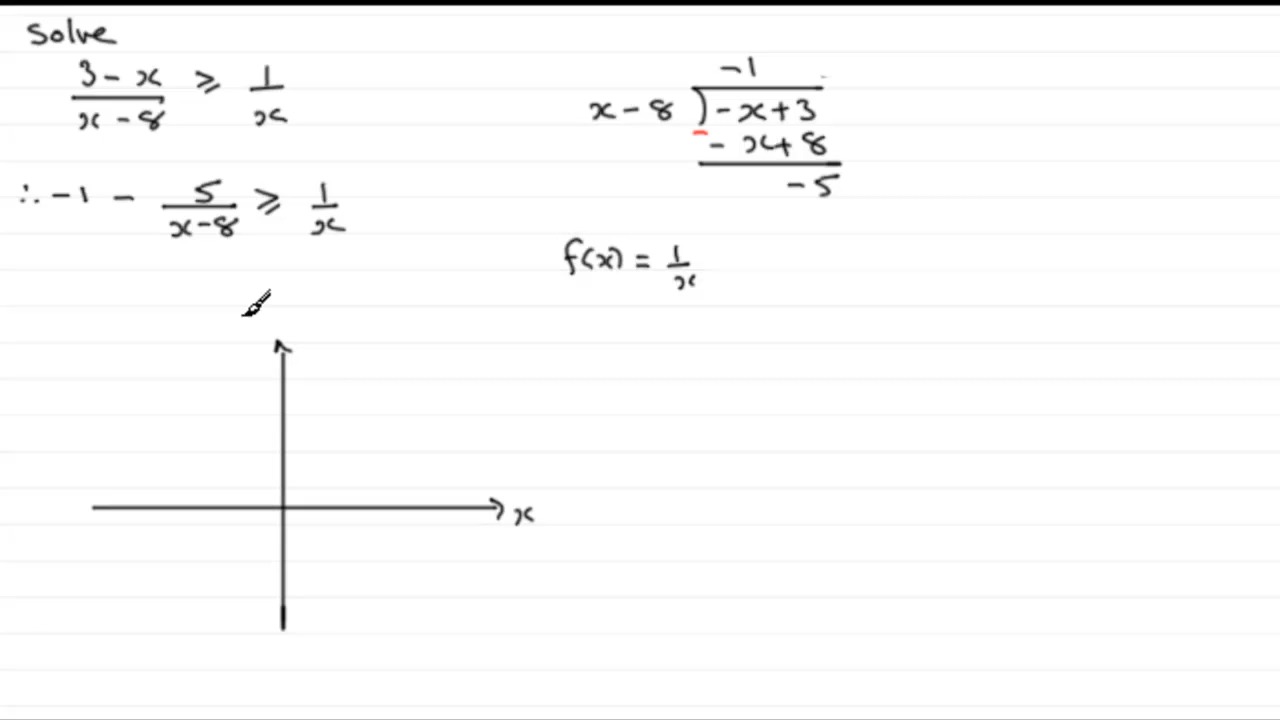 Solve
3 - x / x - 8 ≥ 1 / x
∴ -1 - 5 / x - 8 ≥ 1 / x
-1
x - 8 ) - x + 3
- x + 8
- 5
f(x) = 1 / x
x